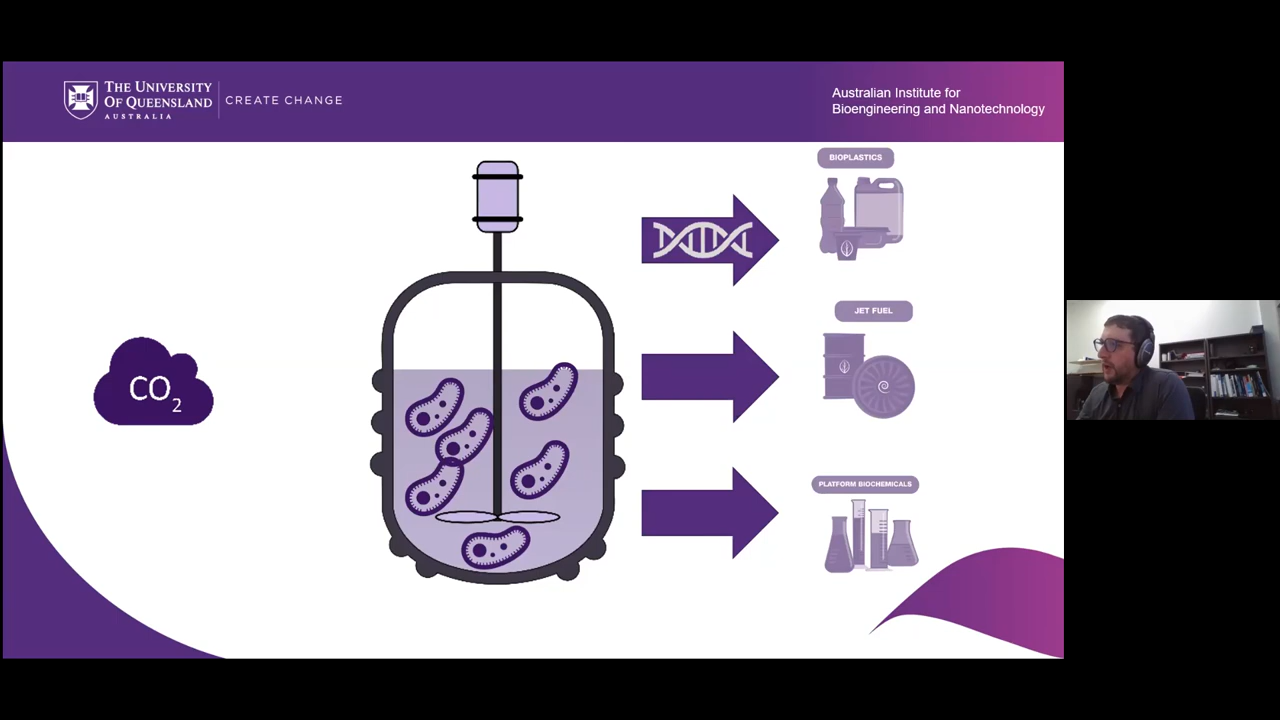 THE UNIVERSITY
OF QUEENSLAND
AUSTRALIA
CREATE CHANGE
Australian Institute for
Bioengineering and Nanotechnology
BIOPLASTICS
JET FUEL
CO2
PLATFORM BIOCHEMICALS